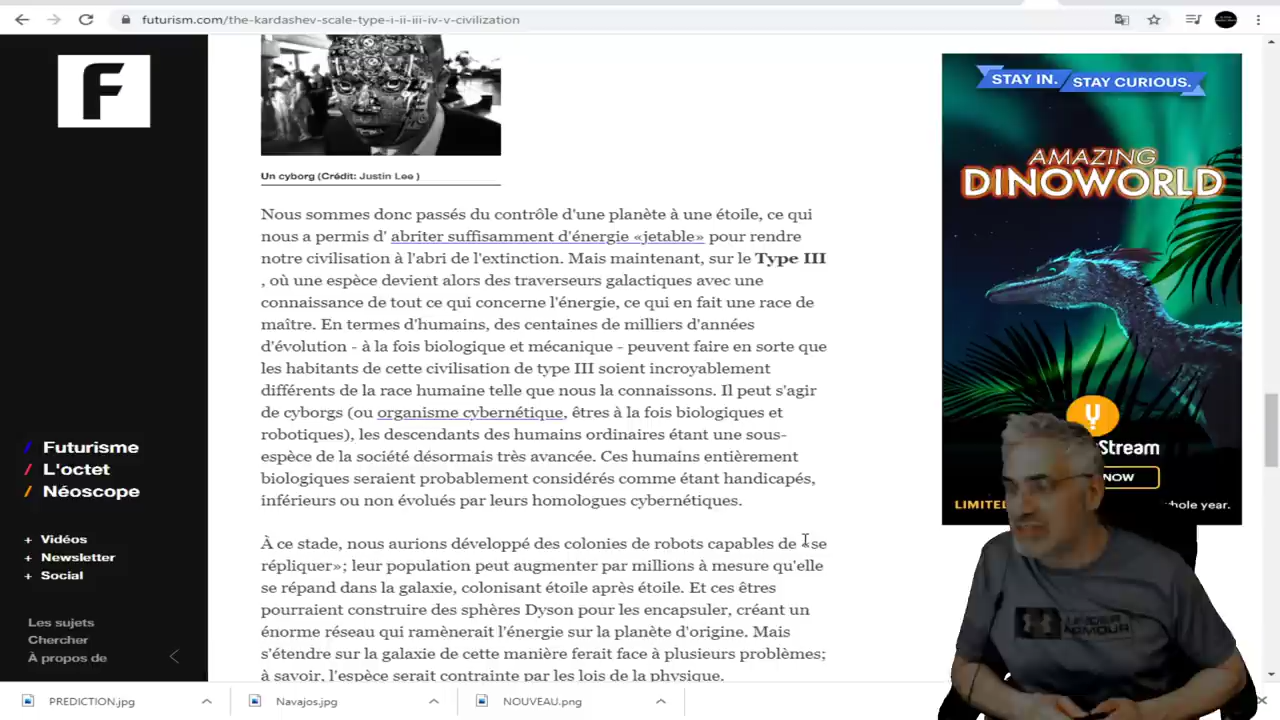 futurism.com/the-kardashev-scale-type-i-ii-iii-iv-v-civilization
F
Un cyborg (Crédit: Justin Lee )
Nous sommes donc passés du contrôle d'une planète à une étoile, ce qui
nous a permis d' abriter suffisamment d'énergie «jetable» pour rendre
notre civilisation à l'abri de l'extinction. Mais maintenant, sur le Type III
, où une espèce devient alors des traverseurs galactiques avec une
connaissance de tout ce qui concerne l'énergie, ce qui en fait une race de
maître. En termes d'humains, des centaines de milliers d'années
d'évolution - à la fois biologique et mécanique - peuvent faire en sorte que
les habitants de cette civilisation de type III soient incroyablement
différents de la race humaine telle que nous la connaissons. Il peut s'agir
de cyborgs (ou organisme cybernétique, êtres à la fois biologiques et
robotiques), les descendants des humains ordinaires étant une sous-
espèce de la société désormais très avancée. Ces humains entièrement
biologiques seraient probablement considérés comme étant handicapés,
inférieurs ou non évolués par leurs homologues cybernétiques.
À ce stade, nous aurions développé des colonies de robots capables de «se
répliquer»; leur population peut augmenter par millions à mesure qu'elle
se répand dans la galaxie, colonisant étoile après étoile. Et ces êtres
pourraient construire des sphères Dyson pour les encapsuler, créant un
énorme réseau qui ramènerait l'énergie sur la planète d'origine. Mais
s'étendre sur la galaxie de cette manière ferait face à plusieurs problèmes;
à savoir, l'espèce serait contrainte par les lois de la physique.
/ Futurisme
/ L'octet
/ Néoscope
+ Vidéos
+ Newsletter
+ Social
Les sujets
Chercher
À propos de
STAY IN. STAY CURIOUS.
AMAZING
DINOWORLD
Stream
NOW
LIMITE
whole year.
UNDER
ARMOUR
PREDICTION.jpg
Navajos.jpg
NOUVEAU.png